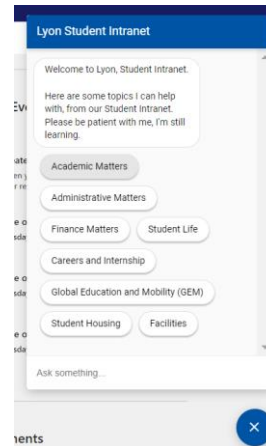 Lyon Student Intranet
Welcome to Lyon, Student Intranet.
Here are some topics I can help
with, from our Student Intranet.
Please be patient with me, I'm still
learning.
Academic Matters
Administrative Matters
Finance Matters
Student Life
Careers and Internship
Global Education and Mobility (GEM)
Student Housing
Facilities
Ask something...